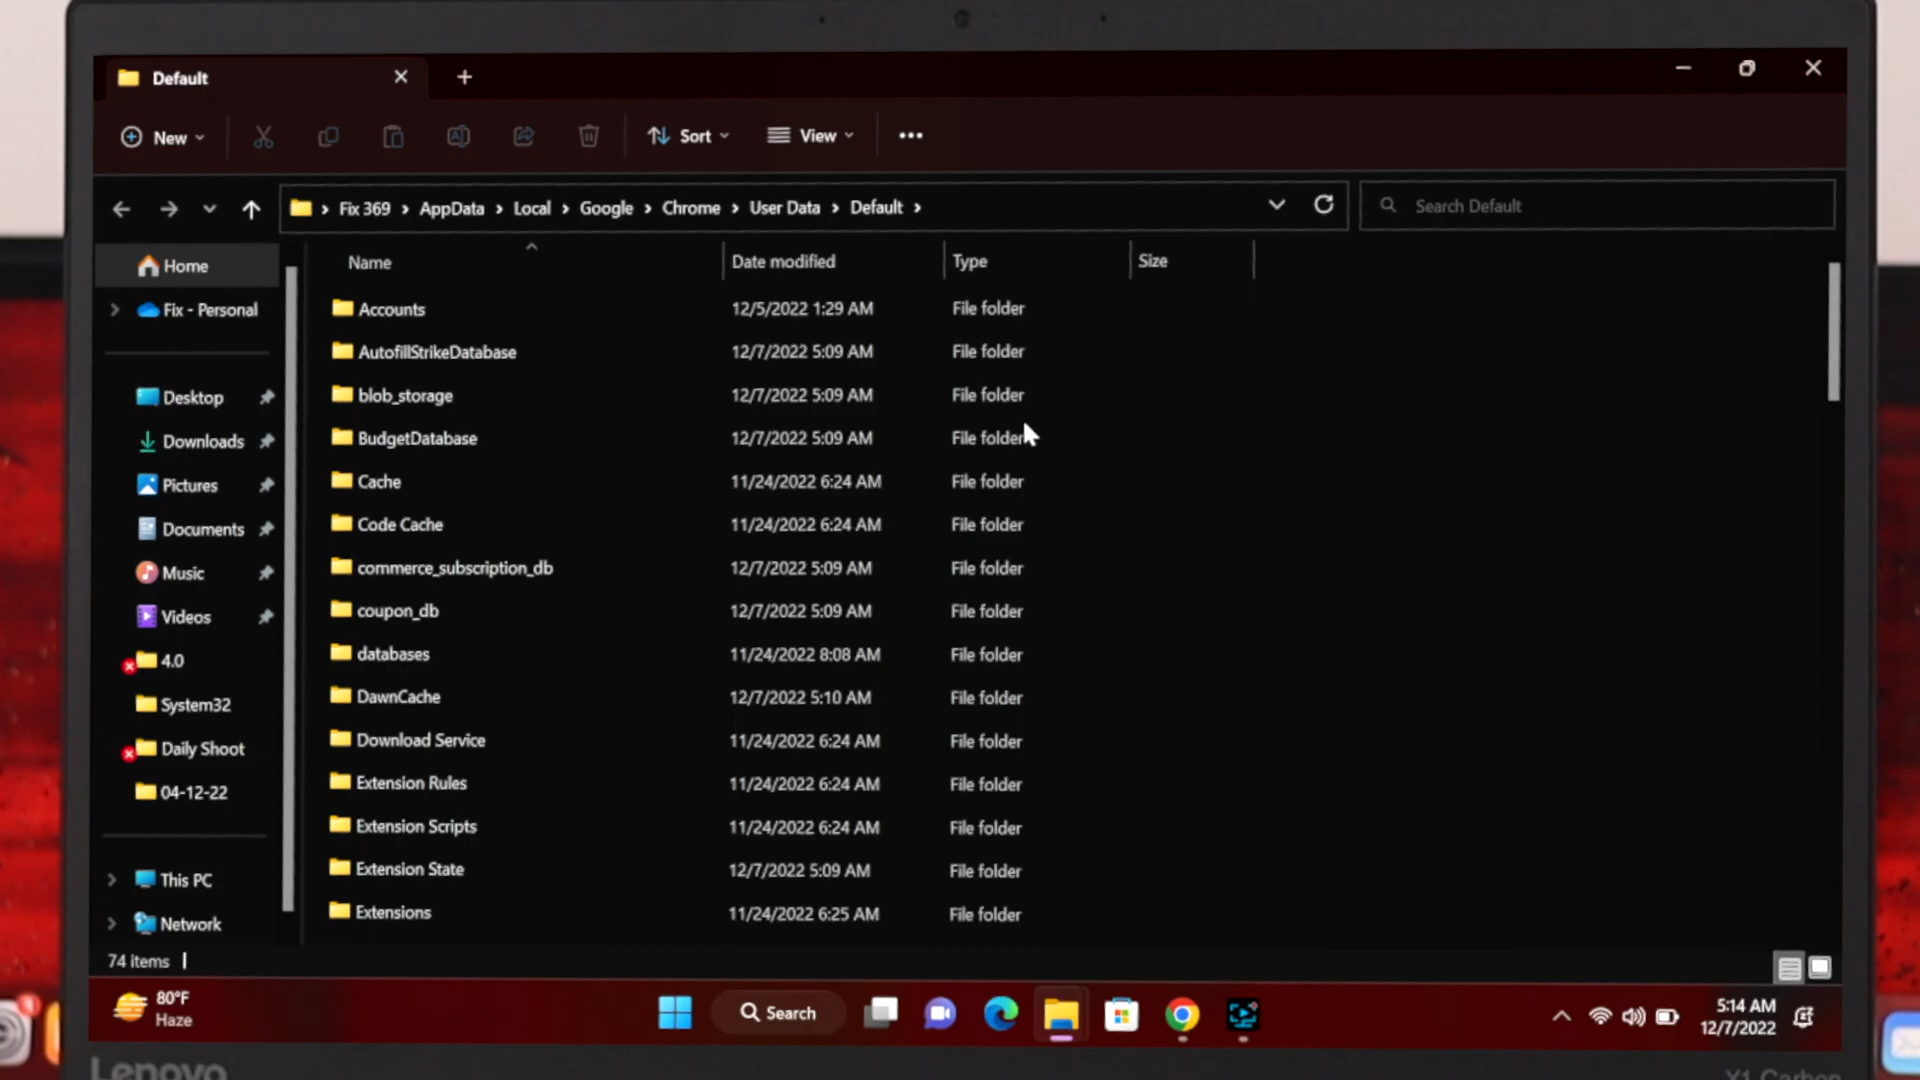 Default
New
Sort
View
Fix 369 > AppData > Local > Google > Chrome > User Data > Default >
Search Default
Name Date modified Type Size
Home
Fix - Personal
Desktop
Downloads
Pictures
Documents
Music
Videos
4.0
System32
Daily Shoot
04-12-22
This PC
Network
Accounts 12/5/2022 1:29 AM File folder
AutofillStrikeDatabase 12/7/2022 5:09 AM File folder
blob_storage 12/7/2022 5:09 AM File folder
BudgetDatabase 12/7/2022 5:09 AM File folder
Cache 11/24/2022 6:24 AM File folder
Code Cache 11/24/2022 6:24 AM File folder
commerce_subscription_db 12/7/2022 5:09 AM File folder
coupon_db 12/7/2022 5:09 AM File folder
databases 11/24/2022 8:08 AM File folder
DawnCache 12/7/2022 5:10 AM File folder
Download Service 11/24/2022 6:24 AM File folder
Extension Rules 11/24/2022 6:24 AM File folder
Extension Scripts 11/24/2022 6:24 AM File folder
Extension State 12/7/2022 5:09 AM File folder
Extensions 11/24/2022 6:25 AM File folder
74 items
80°F
Haze
Search
5:14 AM
12/7/2022
Lenovo
X1 Carbon